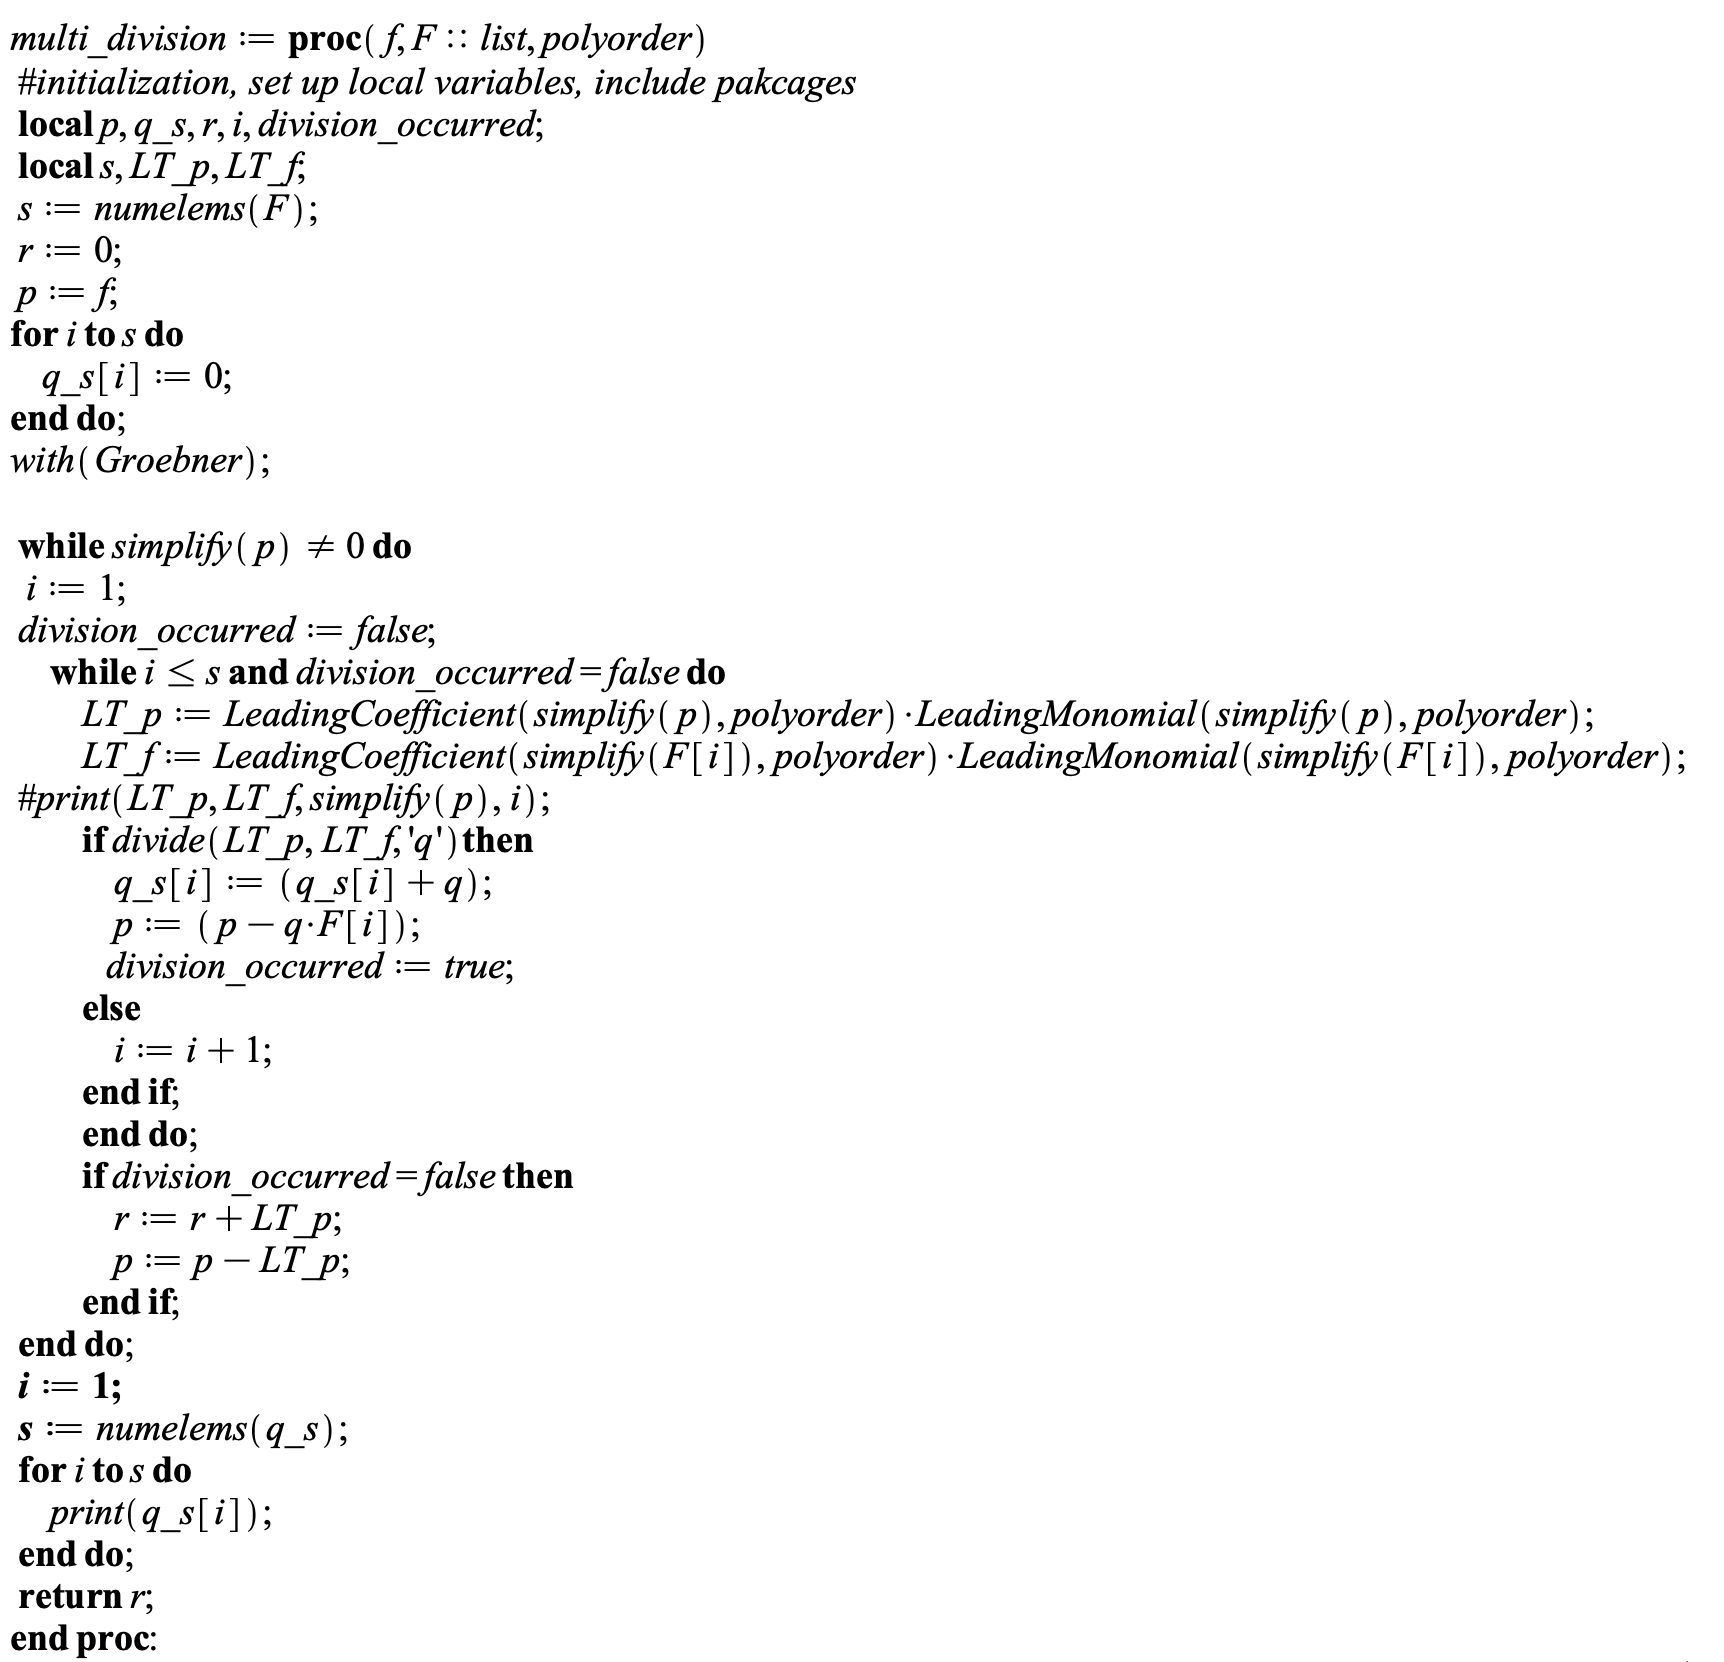 multi_division := proc(f, F :: list, polyorder)
#initialization, set up local variables, include pakcages
local p, q_s, r, i, division_occurred;
local s, LT_p, LT_f;
s := numelems(F);
r := 0;
p := f;
for i to s do
q_s[i] := 0;
end do;
with(Groebner);
while simplify(p) ≠ 0 do
i := 1;
division_occurred := false;
while i ≤ s and division_occurred = false do
LT_p := LeadingCoefficient(simplify(p), polyorder) ·LeadingMonomial(simplify(p), polyorder);
LT_f := LeadingCoefficient(simplify(F[i]), polyorder) ·LeadingMonomial(simplify(F[i]), polyorder);
#print(LT_p, LT_f, simplify(p), i);
if divide(LT_p, LT_f, 'q') then
q_s[i] := (q_s[i] + q);
p := (p − q·F[i]);
division_occurred := true;
else
i := i + 1;
end if;
end do;
if division_occurred = false then
r := r + LT_p;
p := p − LT_p;
end if;
end do;
i := 1;
s := numelems(q_s);
for i to s do
print(q_s[i]);
end do;
return r;
end proc: